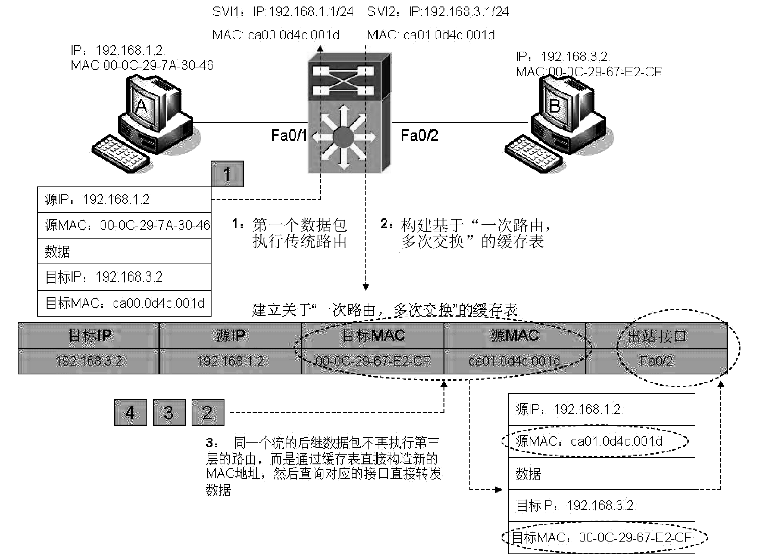 SVI1: IP:192.168.1.1/24 SVI2: IP:192.168.3.1/24
MAC: ca00.0d4c.001d MAC: ca01.0d4c.001d
IP: 192.168.1.2
MAC:00-0C-29-7A-30-46
IP: 192.168.3.2
MAC:00-0C-29-67-E2-CF
A
B
Fa0/1
Fa0/2
1
源IP: 192.168.1.2
源MAC: 00-0C-29-7A-30-46
数据
目标IP: 192.168.3.2
目标MAC: ca00.0d4c.001d
1: 第一个数据包
执行传统路由
2: 构建基于“一次路由,
多次交换”的缓存表
建立关于“一次路由, 多次交换”的缓存表
目标IP 源IP 目标MAC 源MAC 出站接口
192.168.3.2 192.168.1.2 00-0C-29-67-E2-CF ca01.0d4c.001d Fa0/2
4 3 2
3: 同一个流的后继数据包不再执行第三
层的路由, 而是通过缓存表直接构造新的
MAC地址, 然后查询对应的接口直接转发
数据
源IP: 192.168.1.2
源MAC: ca01.0d4c.001d
数据
目标IP: 192.168.3.2
目标MAC: 00-0C-29-67-E2-CF